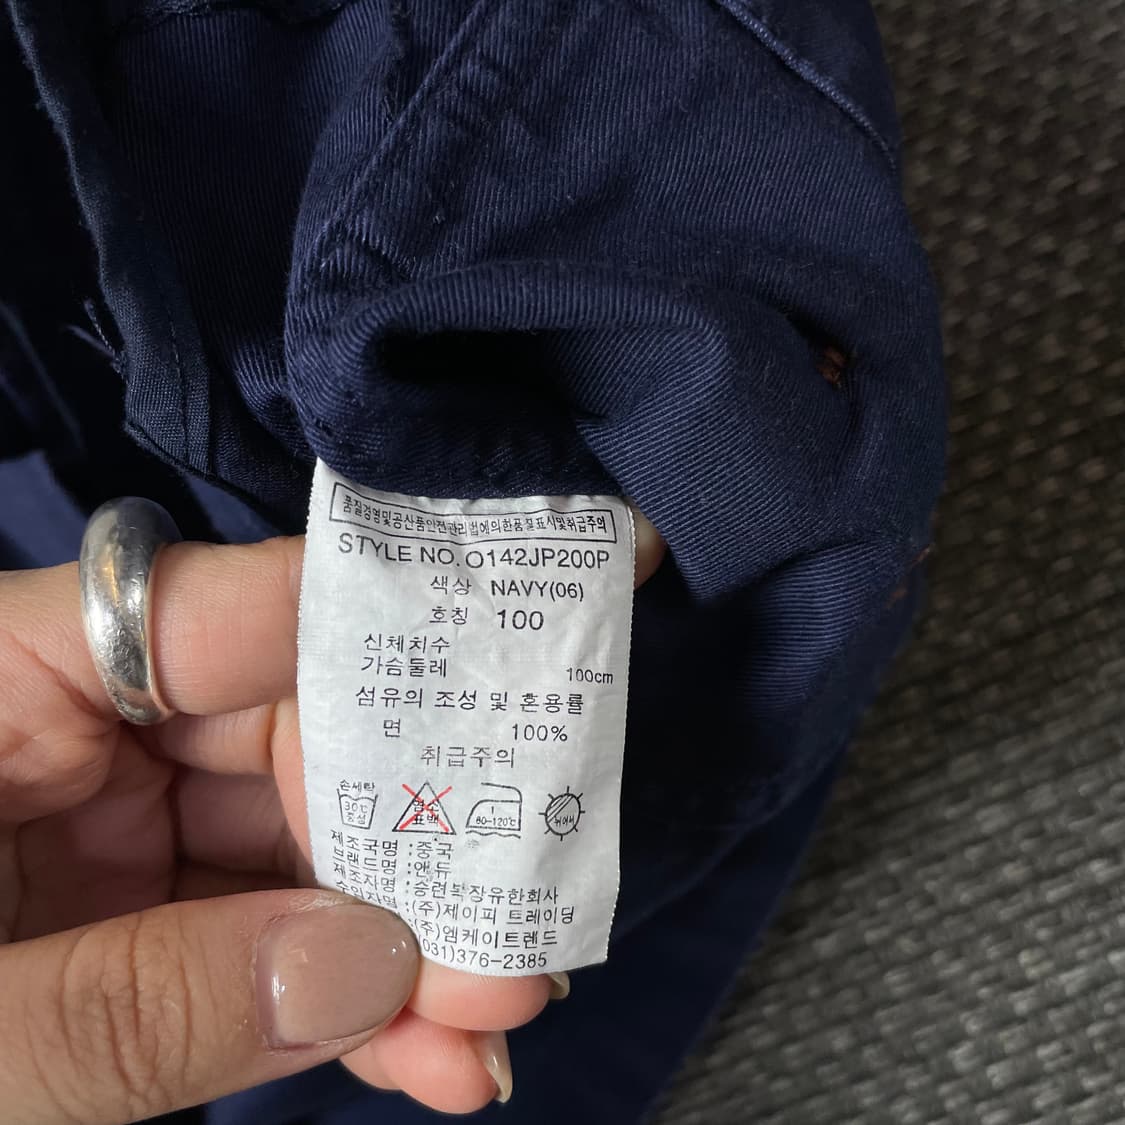 품질경영및공산품안전관리법에의한품질표시및취급주의
STYLE NO. O142JP200P
색상 NAVY(06)
호칭 100
신체치수
가슴둘레 100cm
섬유의 조성 및 혼용률
면 100%
취급주의
손세탁
30℃
중성
염소
표백
1
80-120℃
뉘어서
제조국명 : 중국
브랜드명 : 앤듀
제조자명 : 숭련복장유한회사
수입자명 : (주)제이피 트레이딩
: (주)엠케이트렌드
(031)376-2385